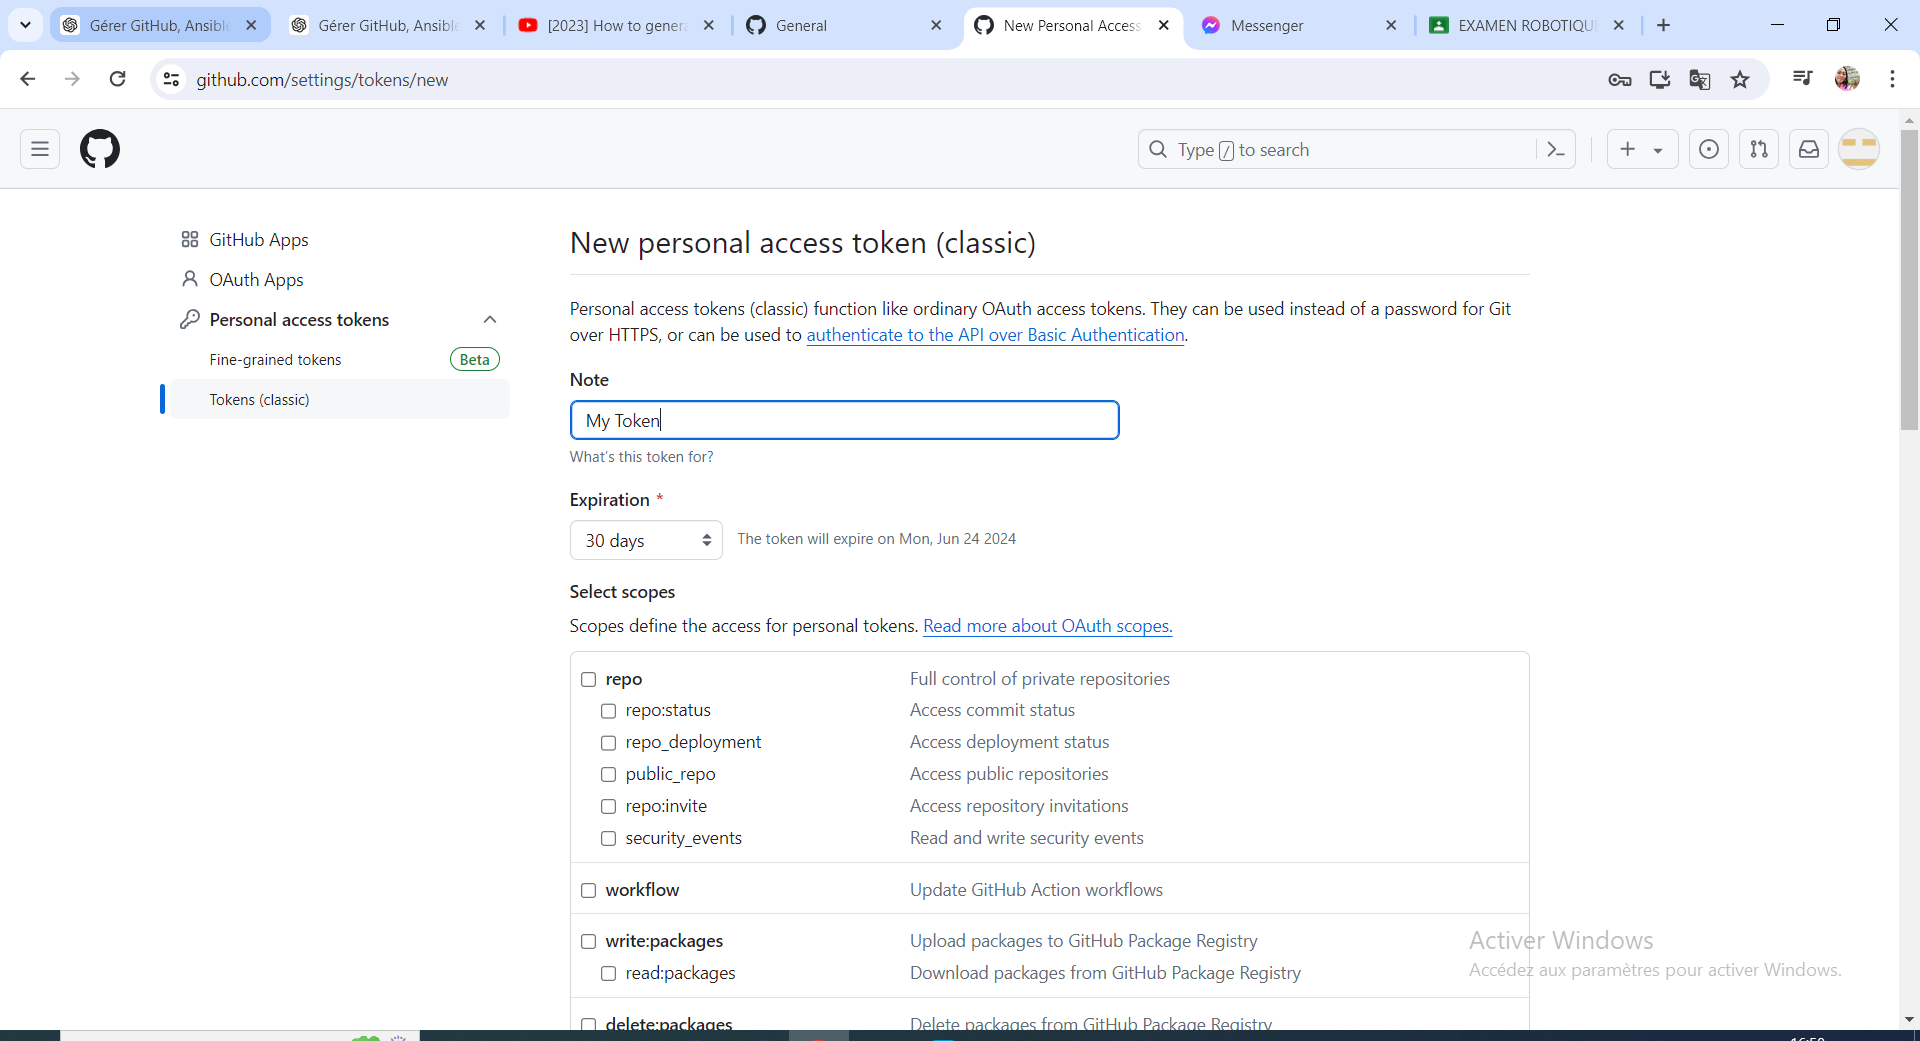 Gérer GitHub, Ansible
Gérer GitHub, Ansible
[2023] How to genera
General
New Personal Access
Messenger
EXAMEN ROBOTIQU
github.com/settings/tokens/new
Type / to search
GitHub Apps
OAuth Apps
Personal access tokens
Fine-grained tokens
Beta
Tokens (classic)
New personal access token (classic)
Personal access tokens (classic) function like ordinary OAuth access tokens. They can be used instead of a password for Git
over HTTPS, or can be used to authenticate to the API over Basic Authentication.
Note
My Token
What's this token for?
Expiration *
30 days
The token will expire on Mon, Jun 24 2024
Select scopes
Scopes define the access for personal tokens. Read more about OAuth scopes.
repo Full control of private repositories
repo:status Access commit status
repo_deployment Access deployment status
public_repo Access public repositories
repo:invite Access repository invitations
security_events Read and write security events
workflow Update GitHub Action workflows
write:packages Upload packages to GitHub Package Registry
read:packages Download packages from GitHub Package Registry
delete:packages Delete packages from GitHub Package Registry
Activer Windows
Accédez aux paramètres pour activer Windows.